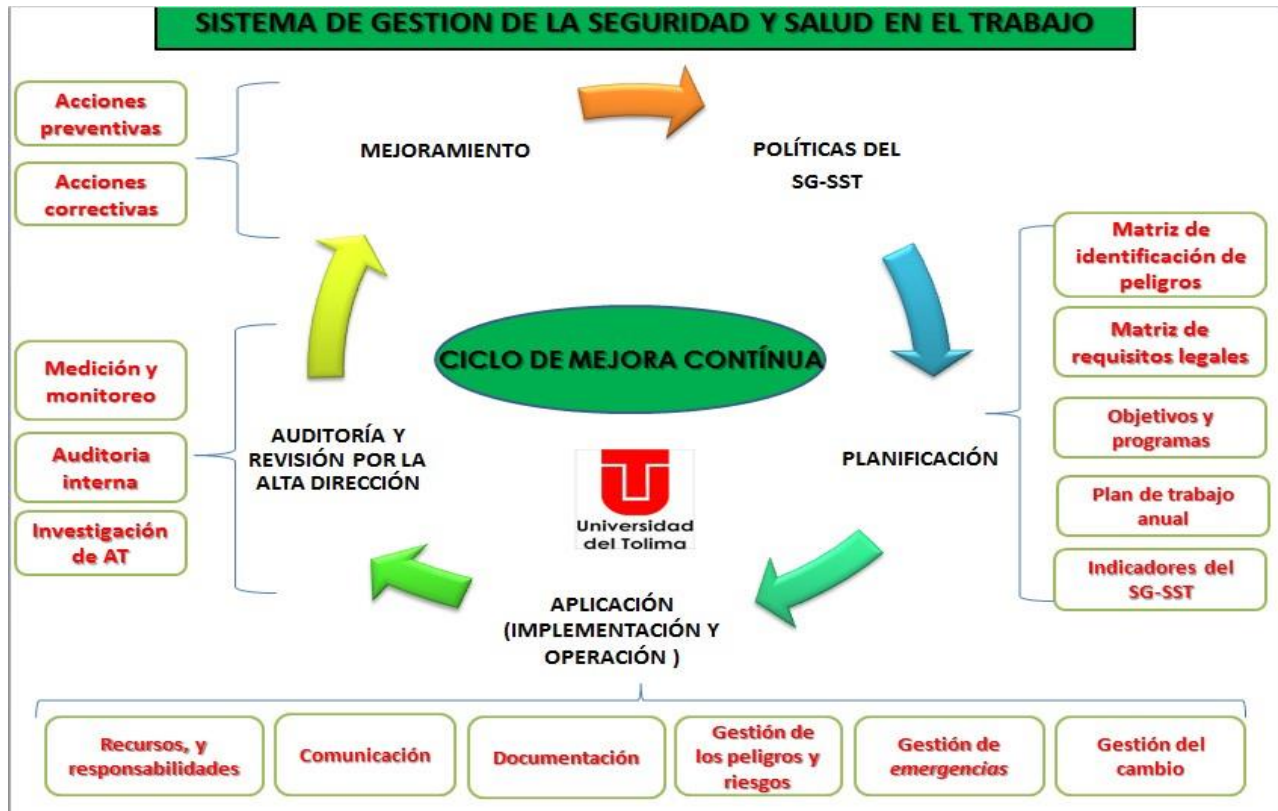 SISTEMA DE GESTION DE LA SEGURIDAD Y SALUD EN EL TRABAJO
Acciones
preventivas
Acciones
correctivas
MEJORAMIENTO
POLÍTICAS DEL
SG-SST
Matriz de
identificación de
peligros
Matriz de
requisitos legales
Objetivos y
programas
Plan de trabajo
anual
Indicadores del
SG-SST
CICLO DE MEJORA CONTÍNUA
Medición y
monitoreo
Auditoria
interna
Investigación
de AT
AUDITORÍA Y
REVISIÓN POR LA
ALTA DIRECCIÓN
PLANIFICACIÓN
Universidad
del Tolima
APLICACIÓN
(IMPLEMENTACIÓN Y
OPERACIÓN )
Recursos, y
responsabilidades
Comunicación
Documentación
Gestión de
los peligros y
riesgos
Gestión de
emergencias
Gestión del
cambio